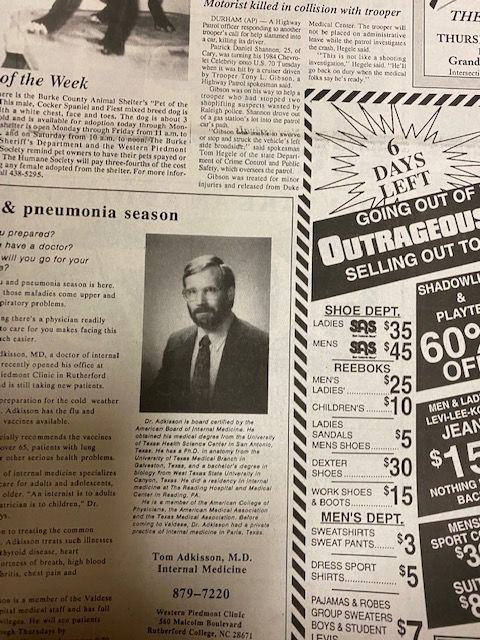 Motorist killed in collision with trooper
DURHAM (AP) — A Highway
Patrol officer responding to another
trooper's call for help slammed into
a car, killing its driver.
Patrick Daniel Shannon, 25, of
Cary, was turning his 1984 Chevro-
let Celebrity onto U.S. 70 Tuesday
when it was hit by a cruiser driven
by Trooper Tony L. Gibson, a
Highway Patrol spokesman said.
Gibson was on his way to help a
trooper who had stopped two
shoplifting suspects wanted by
Raleigh police. Shannon drove out
of a gas station's lot into the patrol
car's path.
"Gibson was unable to swerve
or stop and struck the vehicle's left
side broadside," said spokesman
Tom Hegele of the state Depart-
ment of Crime Control and Public
Safety, which oversees the patrol.
Gibson was treated for minor
injuries and released from Duke
Medical Center. The trooper will
not be placed on administrative
leave while the patrol investigates
the crash, Hegele said.
"This is not like a shooting
investigation," Hegele said. "He'll
go back on duty when the medical
folks say he's ready."
THE
THURS
Grand
Intersecti
of the Week
ere is the Burke County Animal Shelter's "Pet of the
This male, Cocker Spaniel and Fiest mixed breed dog is
ith a white chest, face and toes. The dog is about 3
old and is available for adoption today through Mon-
shelter is open Monday through Friday from 11 a.m. to
and on Saturday from 10 a.m. to noon. The Burke
Sheriff's Department and the Western Piedmont
Society remind pet owners to have their pets spayed or
The Humane Society will pay three-fourths of the cost
ng any female adopted from the shelter. For more infor-
call 438-5295.
& pneumonia season
u prepared?
have a doctor?
will you go for your
e?
u and pneumonia season is here.
those maladies come upper and
piratory problems.
ng there's a physician readily
to care for you makes facing this
ch easier.
dkisson, MD, a doctor of internal
recently opened his office at
iedmont Clinic in Rutherford
d is still taking new patients.
preparation for the cold weather
Adkisson has the flu and
vaccines available.
cially recommends the vaccines
over 65, patients with lung
r other serious health problems.
of internal medicine specializes
care for adults and adolescents,
older. "An internist is to adults
atrician is to children," Dr.
ys.
on to treating the common
Adkisson treats such illnesses
thyroid disease, heart
ortness of breath, high blood
hritis, chest pain and
son is a member of the Valdese
pital medical staff and has full
vileges. He will see patients
hrough Thursdays by
Dr. Adkisson is board certified by the
American Board of Internal Medicine. He
obtained his medical degree from the University
of Texas Health Science Center in San Antonio,
Texas. He has a Ph.D. in anatomy from the
University of Texas Medical Branch in
Galveston, Texas, and a bachelor's degree in
biology from West Texas State University in
Canyon, Texas. He did a residency in internal
medicine at The Reading Hospital and Medical
Center in Reading, PA.
He is a member of the American College of
Physicians, the American Medical Association
and the Texas Medical Association. Before
coming to Valdese, Dr. Adkisson had a private
practice of internal medicine in Paris, Texas.
Tom Adkisson, M.D.
Internal Medicine
879-7220
Western Piedmont Clinic
560 Malcolm Boulevard
Rutherford College, NC 28671
6
DAYS
LEFT
GOING OUT OF
OUTRAGEOUS
SELLING OUT TO
SHOE DEPT.
LADIES SAS $35
MENS SAS $45
REEBOKS
MEN'S
LADIES' $25
CHILDREN'S $10
LADIES
SANDALS
MENS SHOES $5
DEXTER
SHOES $30
WORK SHOES
& BOOTS $15
MEN'S DEPT.
SWEATSHIRTS
SWEAT PANTS $3
DRESS SPORT
SHIRTS $5
PAJAMAS & ROBES
GROUP SWEATERS
BOYS & STUDENT
LEVIS $7
SHADOWLI
&
PLAYTE
60%
OFF
MEN & LAD
LEVI-LEE-KO
JEAN
$15
NOTHING
BAC
MENS
SPORT CO
$3
SUIT
$8